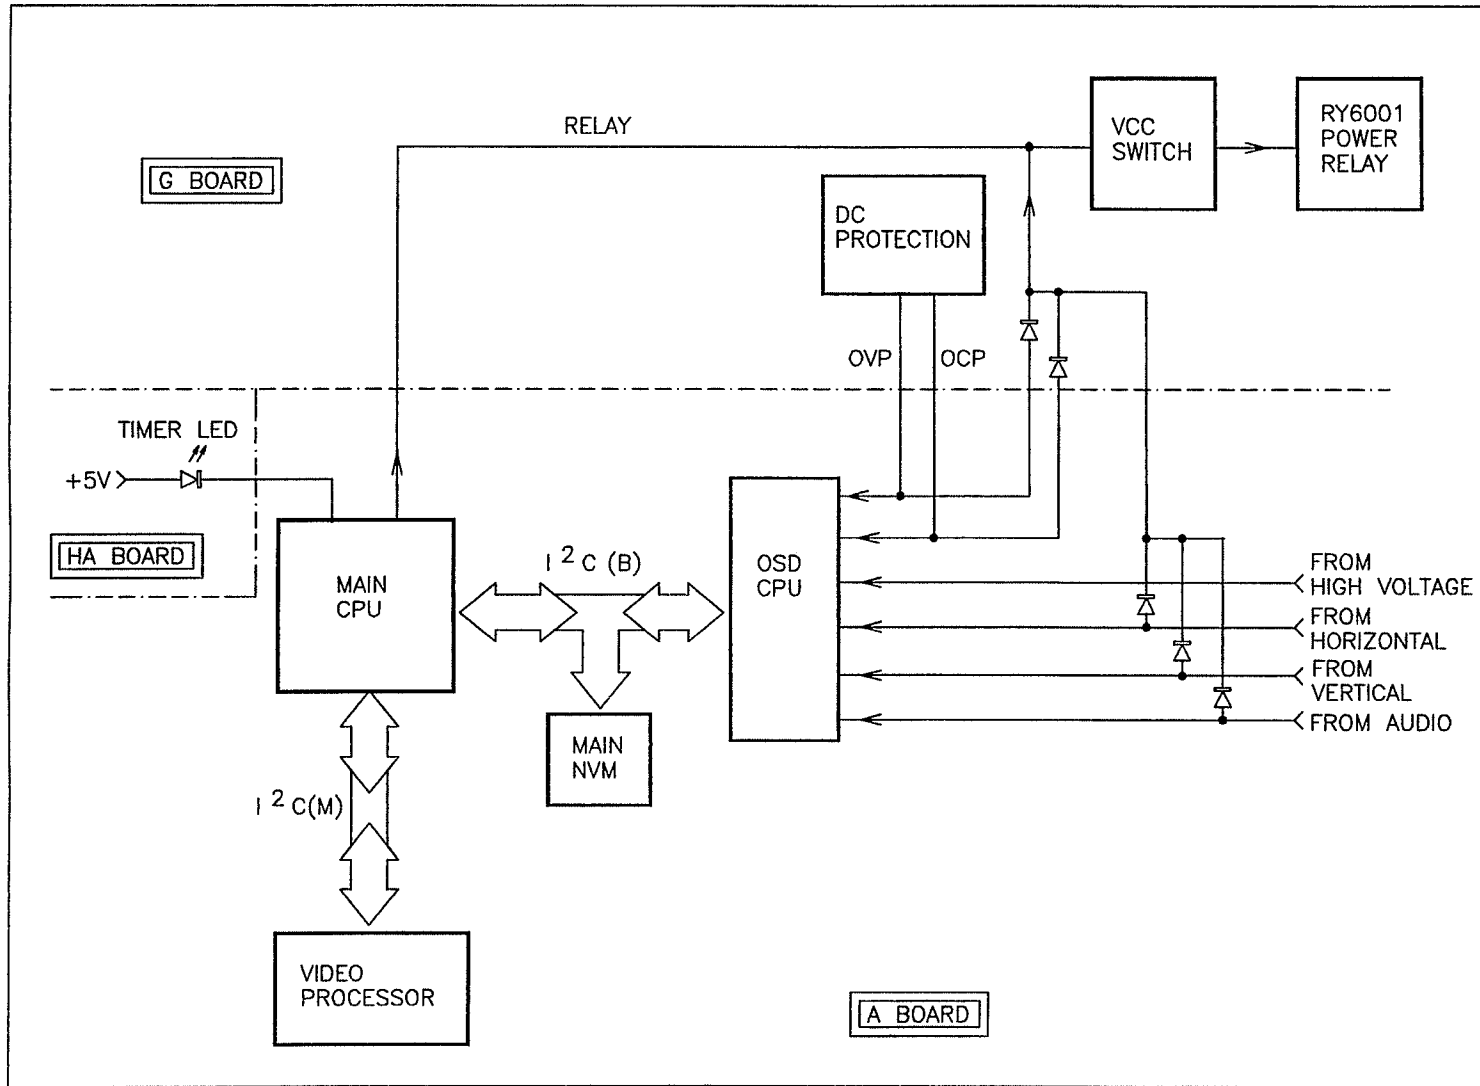 RELAY
VCC
SWITCH
RY6001
POWER
RELAY
G BOARD
DC
PROTECTION
OVP
OCP
TIMER LED
+5V
HA BOARD
MAIN
CPU
I 2 C (B)
OSD
CPU
FROM
HIGH VOLTAGE
FROM
HORIZONTAL
FROM
VERTICAL
FROM AUDIO
MAIN
NVM
I 2 C(M)
VIDEO
PROCESSOR
A BOARD